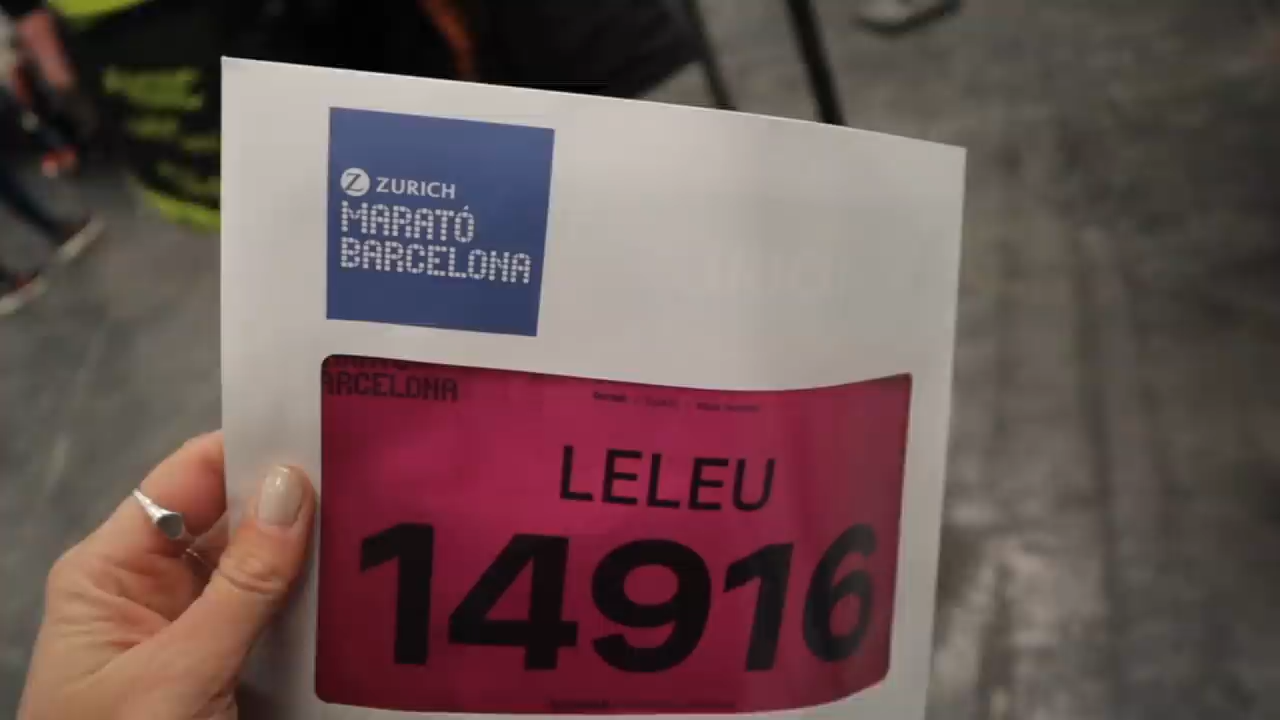 Z ZURICH
MARATÓ
BARCELONA
ARCELONA
LELEU
14916